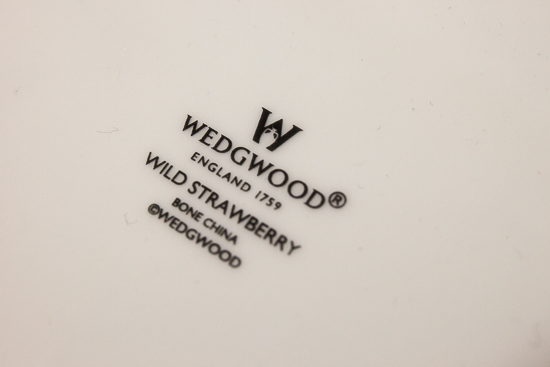 W
WEDGWOOD®
ENGLAND 1759
WILD STRAWBERRY
BONE CHINA
©WEDGWOOD